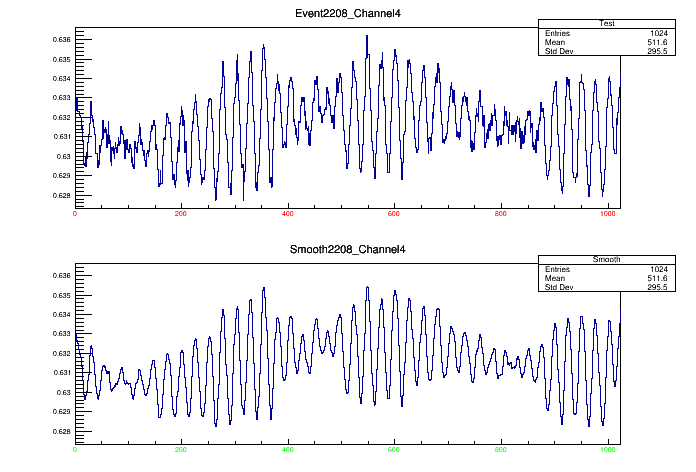 Event2208_Channel4
Test
Entries 1024
Mean 511.6
Std Dev 295.5
0.636
0.635
0.634
0.633
0.632
0.631
0.63
0.629
0.628
0 200 400 600 800 1000
Smooth2208_Channel4
Smooth
Entries 1024
Mean 511.6
Std Dev 295.5
0.636
0.635
0.634
0.633
0.632
0.631
0.63
0.629
0.628
0 200 400 600 800 1000